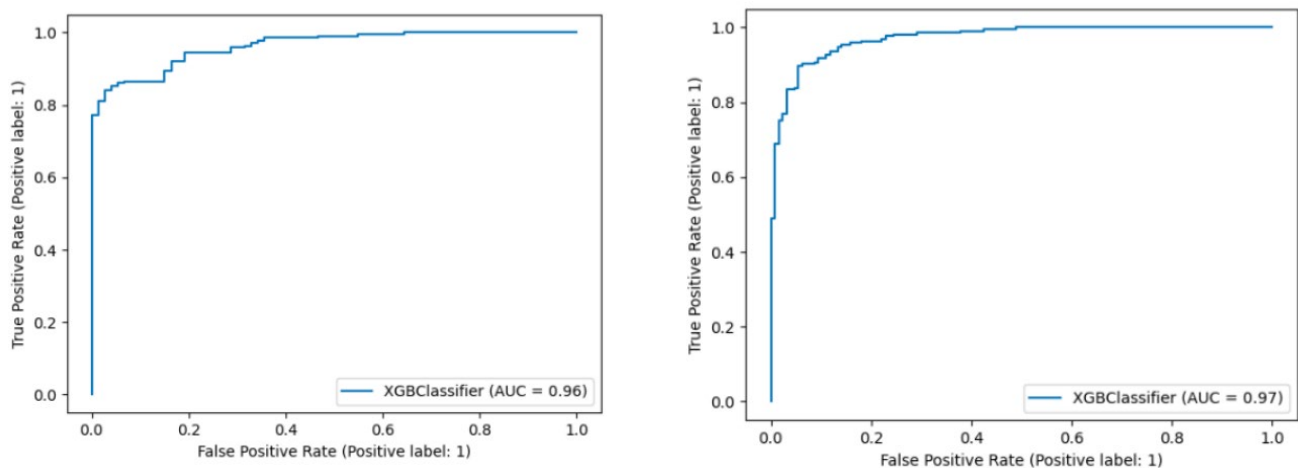 1.0
0.8
0.6
0.4
0.2
0.0
True Positive Rate (Positive label: 1)
XGBClassifier (AUC = 0.96)
0.0 0.2 0.4 0.6 0.8 1.0
False Positive Rate (Positive label: 1)
1.0
0.8
0.6
0.4
0.2
0.0
True Positive Rate (Positive label: 1)
XGBClassifier (AUC = 0.97)
0.0 0.2 0.4 0.6 0.8 1.0
False Positive Rate (Positive label: 1)